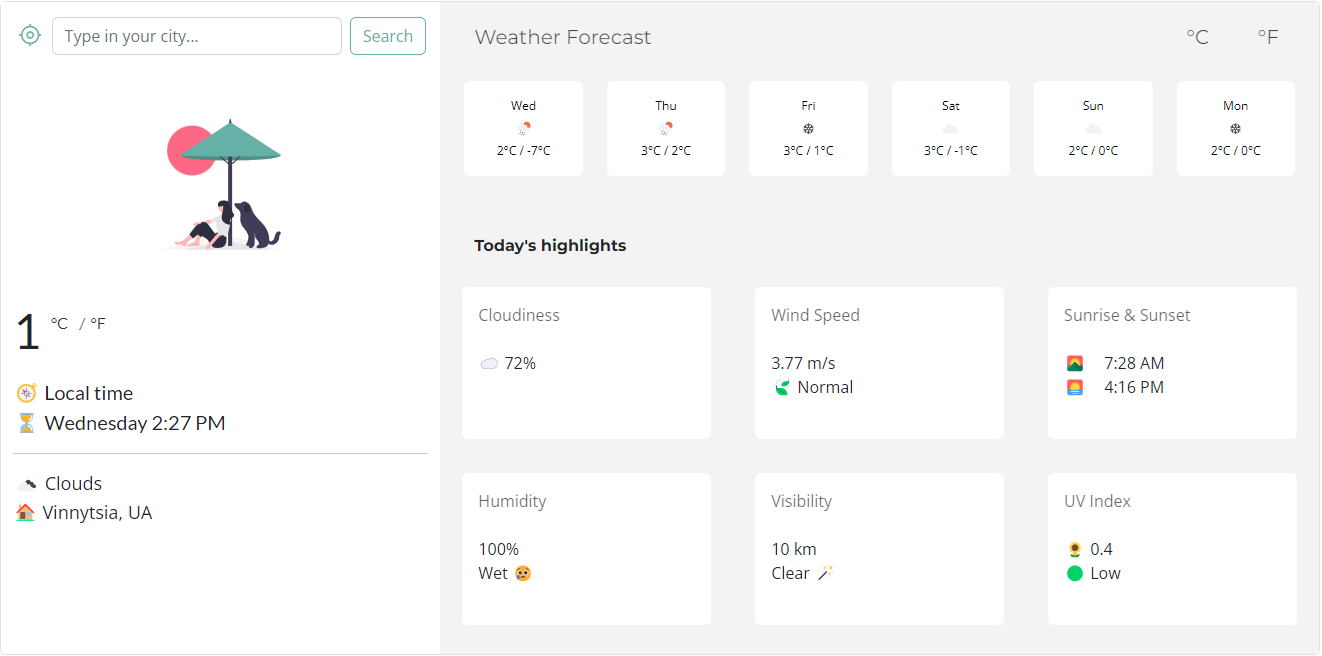 Type in your city...
Search
1 °C / °F
Local time
Wednesday 2:27 PM
Clouds
Vinnytsia, UA
Weather Forecast
°C °F
Wed
2°C / -7°C
Thu
3°C / 2°C
Fri
3°C / 1°C
Sat
3°C / -1°C
Sun
2°C / 0°C
Mon
2°C / 0°C
Today's highlights
Cloudiness
72%
Wind Speed
3.77 m/s
Normal
Sunrise & Sunset
7:28 AM
4:16 PM
Humidity
100%
Wet
Visibility
10 km
Clear
UV Index
0.4
Low